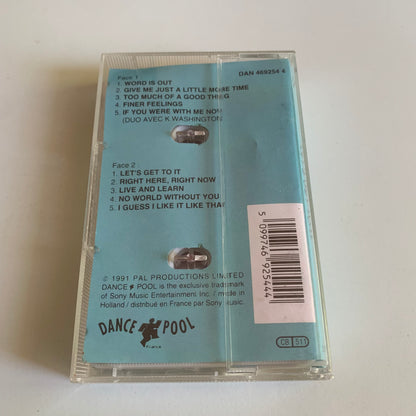 Face 1
DAN 469254 4
1. WORD IS OUT
2. GIVE ME JUST A LITTLE MORE TIME
3. TOO MUCH OF A GOOD THING
4. FINER FEELINGS
5. IF YOU WERE WITH ME NOW
(DUO AVEC K WASHINGTON)
Face 2
1. LET'S GET TO IT
2. RIGHT HERE, RIGHT NOW
3. LIVE AND LEARN
4. NO WORLD WITHOUT YOU
5. I GUESS I LIKE IT LIKE THAT
5 099746 925444
© 1991 PAL PRODUCTIONS LIMITED
DANCE POOL is the exclusive trademark
of Sony Music Entertainment Inc. / made in
Holland / distribué en France par Sony music.
DANCE POOL
CB 511